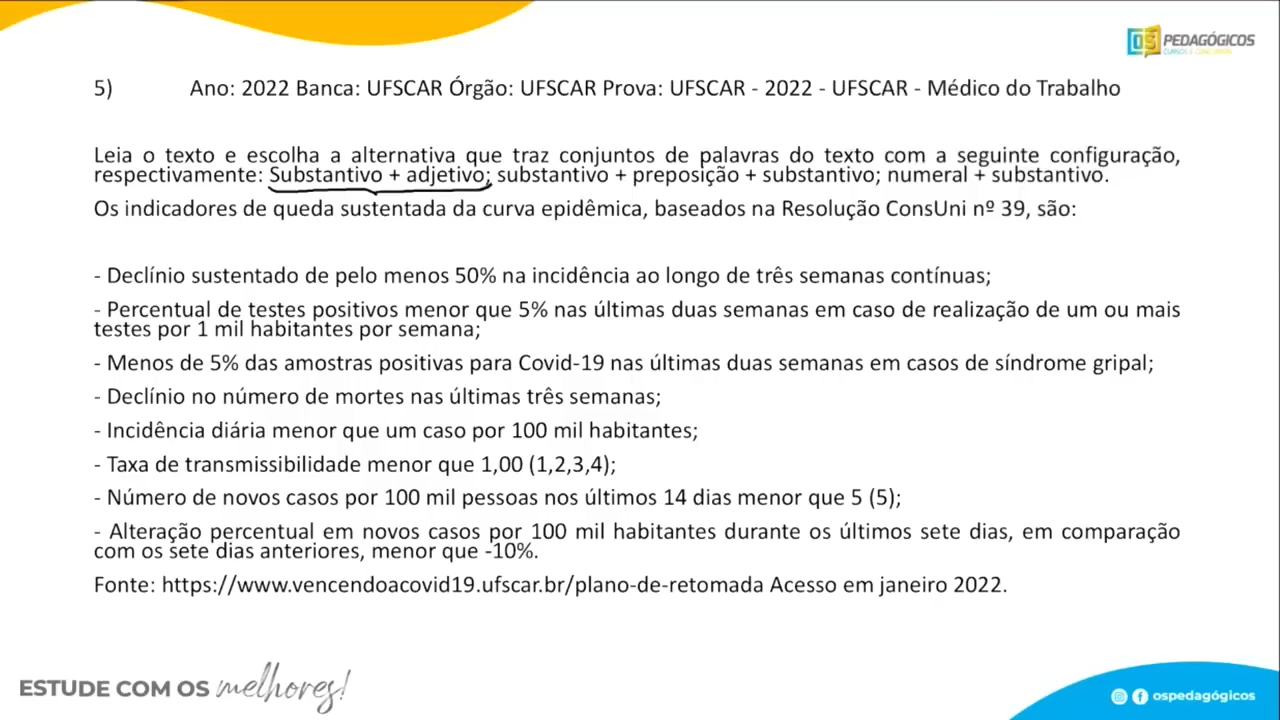 OS PEDAGÓGICOS
CURSOS E CONCURSOS
5) Ano: 2022 Banca: UFSCAR Órgão: UFSCAR Prova: UFSCAR - 2022 - UFSCAR - Médico do Trabalho
Leia o texto e escolha a alternativa que traz conjuntos de palavras do texto com a seguinte configuração,
respectivamente: Substantivo + adjetivo; substantivo + preposição + substantivo; numeral + substantivo.
Os indicadores de queda sustentada da curva epidêmica, baseados na Resolução ConsUni nº 39, são:
- Declínio sustentado de pelo menos 50% na incidência ao longo de três semanas contínuas;
- Percentual de testes positivos menor que 5% nas últimas duas semanas em caso de realização de um ou mais
testes por 1 mil habitantes por semana;
- Menos de 5% das amostras positivas para Covid-19 nas últimas duas semanas em casos de síndrome gripal;
- Declínio no número de mortes nas últimas três semanas;
- Incidência diária menor que um caso por 100 mil habitantes;
- Taxa de transmissibilidade menor que 1,00 (1,2,3,4);
- Número de novos casos por 100 mil pessoas nos últimos 14 dias menor que 5 (5);
- Alteração percentual em novos casos por 100 mil habitantes durante os últimos sete dias, em comparação
com os sete dias anteriores, menor que -10%.
Fonte: https://www.vencendoacovid19.ufscar.br/plano-de-retomada Acesso em janeiro 2022.
ESTUDE COM OS melhores!
ospedagógicos